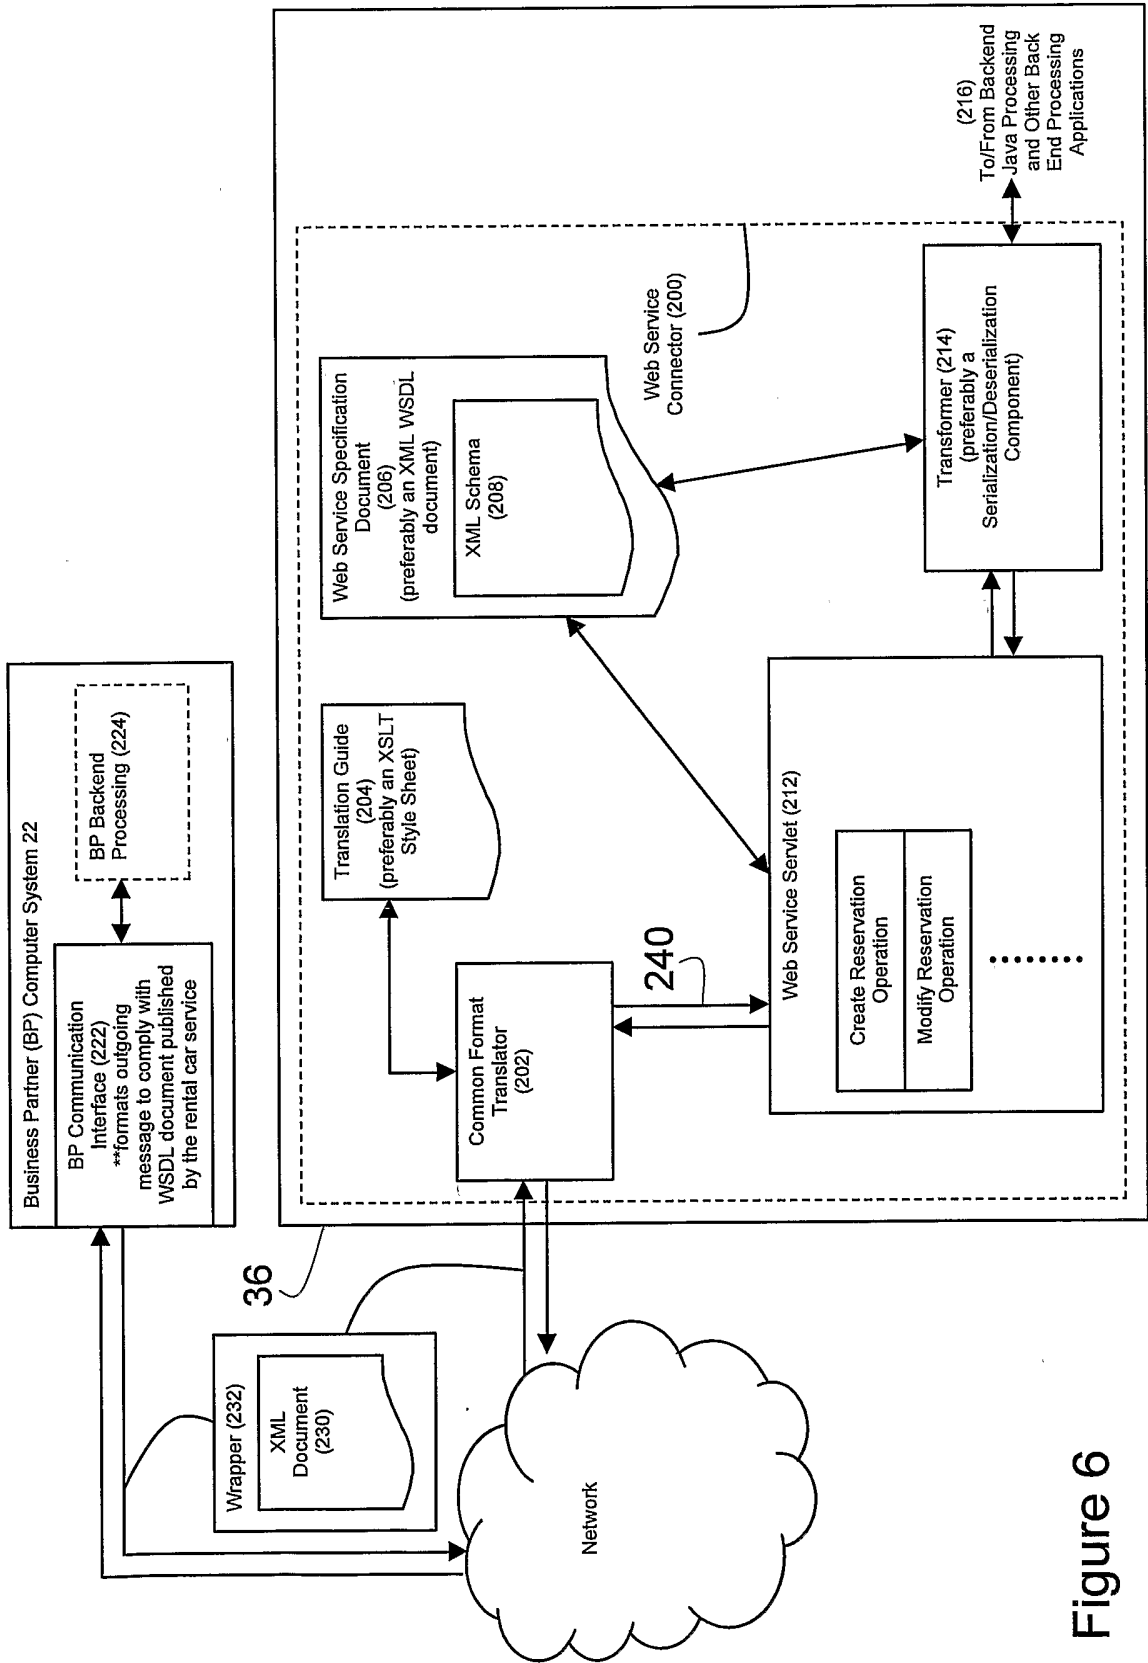 Business Partner (BP) Computer System 22
BP Communication
Interface (222)
**formats outgoing
message to comply with
WSDL document published
by the rental car service
BP Backend
Processing (224)
Wrapper (232)
XML
Document
(230)
36
Network
Common Format
Translator
(202)
Translation Guide
(204)
(preferably an XSLT
Style Sheet)
Web Service Specification
Document
(206)
(preferably an XML WSDL
document)
XML Schema
(208)
Web Service
Connector (200)
240
Web Service Servlet (212)
Create Reservation
Operation
Modify Reservation
Operation
Transformer (214)
(preferably a
Serialization/Deserialization
Component)
(216)
To/From Backend
Java Processing
and Other Back
End Processing
Applications
Figure 6